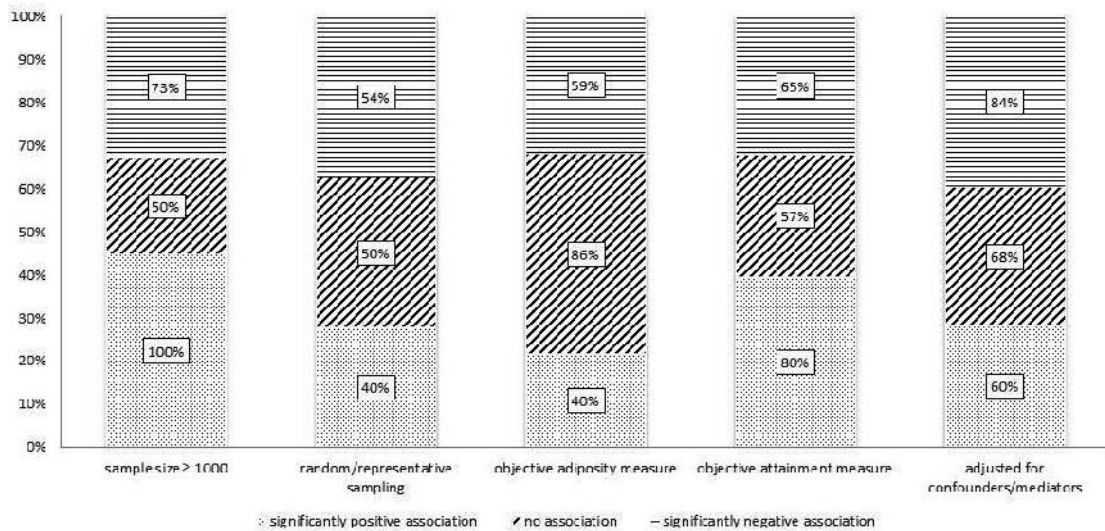 100%
90%
80%
70%
60%
50%
40%
30%
20%
10%
0%
73%
50%
100%
54%
50%
40%
59%
86%
40%
65%
57%
80%
84%
68%
60%
sample size ≥ 1000
random/representative
sampling
objective adiposity measure
objective attainment measure
adjusted for
confounders/mediators
significantly positive association
no association
significantly negative association